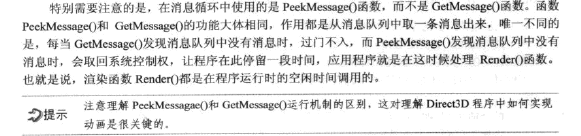 特别需要注意的是，在消息循环中使用的是 PeekMessage()函数，而不是 GetMessage()函数。函数
PeekMessage()和 GetMessage()的功能大体相同，作用都是从消息队列中取一条消息出来，唯一不同的
是，每当 GetMessage()发现消息队列中没有消息时，过门不入，而 PeekMessage()发现消息队列中没有
消息时，会取回系统控制权，让程序在此停留一段时间，应用程序就是在这时候处理 Render()函数。
也就是说，渲染函数 Render()都是在程序运行时的空闲时间调用的。
提示 注意理解 PeekMessagae()和 GetMessage()运行机制的区别，这对理解 Direct3D 程序中如何实现
动画是很关键的。